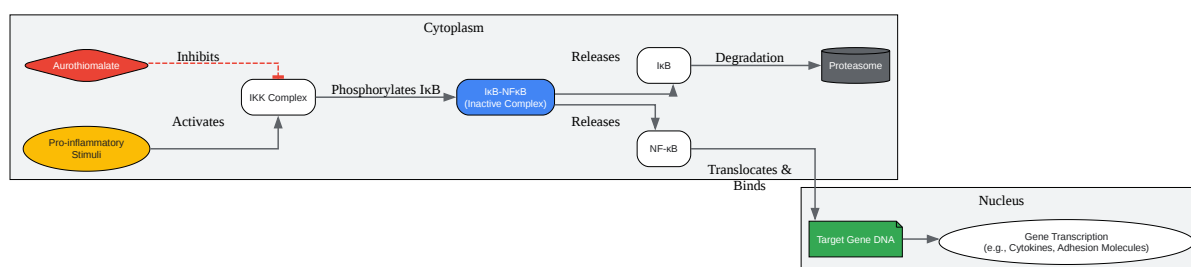 Cytoplasm
Aurothiomalate
Inhibits
IKK Complex
Pro-inflammatory
Stimuli
Activates
Phosphorylates IκB
IκB-NFκB
(Inactive Complex)
Releases
IκB
Degradation
Proteasome
Releases
NF-κB
Translocates &
Binds
Nucleus
Target Gene DNA
Gene Transcription
(e.g., Cytokines, Adhesion Molecules)